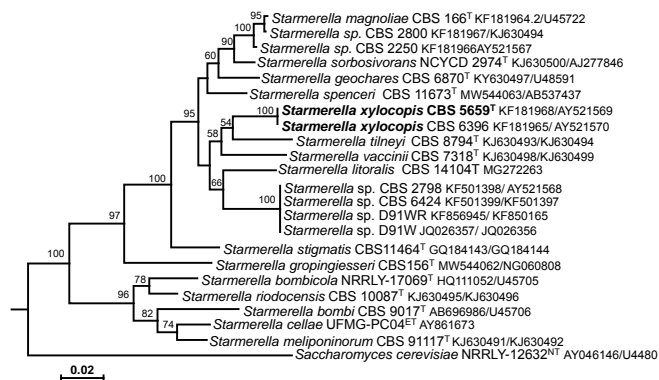 95
Starmerella magnoliae CBS 166ᵀ KF181964.2/U45722
100
Starmerella sp. CBS 2800 KF181967/KJ630494
90
Starmerella sp. CBS 2250 KF181966AY521567
60
Starmerella sorbosivorans NCYCD 2974ᵀ KJ630500/AJ277846
Starmerella geochares CBS 6870ᵀ KY630497/U48591
Starmerella spenceri CBS 11673ᵀ MW544063/AB537437
95
100
Starmerella xylocopis CBS 5659ᵀ KF181968/AY521569
54
Starmerella xylocopis CBS 6396 KF181965/ AY521570
58
Starmerella tilneyi CBS 8794ᵀ KJ630493/KJ630494
Starmerella vaccinii CBS 7318ᵀ KJ630498/KJ630499
Starmerella litoralis CBS 14104T MG272263
66
100
Starmerella sp. CBS 2798 KF501398/ AY521568
Starmerella sp. CBS 6424 KF501399/KF501397
100
Starmerella sp. D91WR KF856945/ KF850165
Starmerella sp. D91W JQ026357/ JQ026356
97
Starmerella stigmatis CBS11464ᵀ GQ184143/GQ184144
Starmerella gropingiesseri CBS156ᵀ MW544062/NG060808
100
78
Starmerella bombicola NRRLY-17069ᵀ HQ111052/U45705
96
Starmerella riodocensis CBS 10087ᵀ KJ630495/KJ630496
82
Starmerella bombi CBS 9017ᵀ AB696986/U45706
74
Starmerella cellae UFMG-PC04ᴱᵀ AY861673
Starmerella meliponinorum CBS 91117ᵀ KJ630491/KJ630492
Saccharomyces cerevisiae NRRLY-12632ᴺᵀ AY046146/U4480
0.02